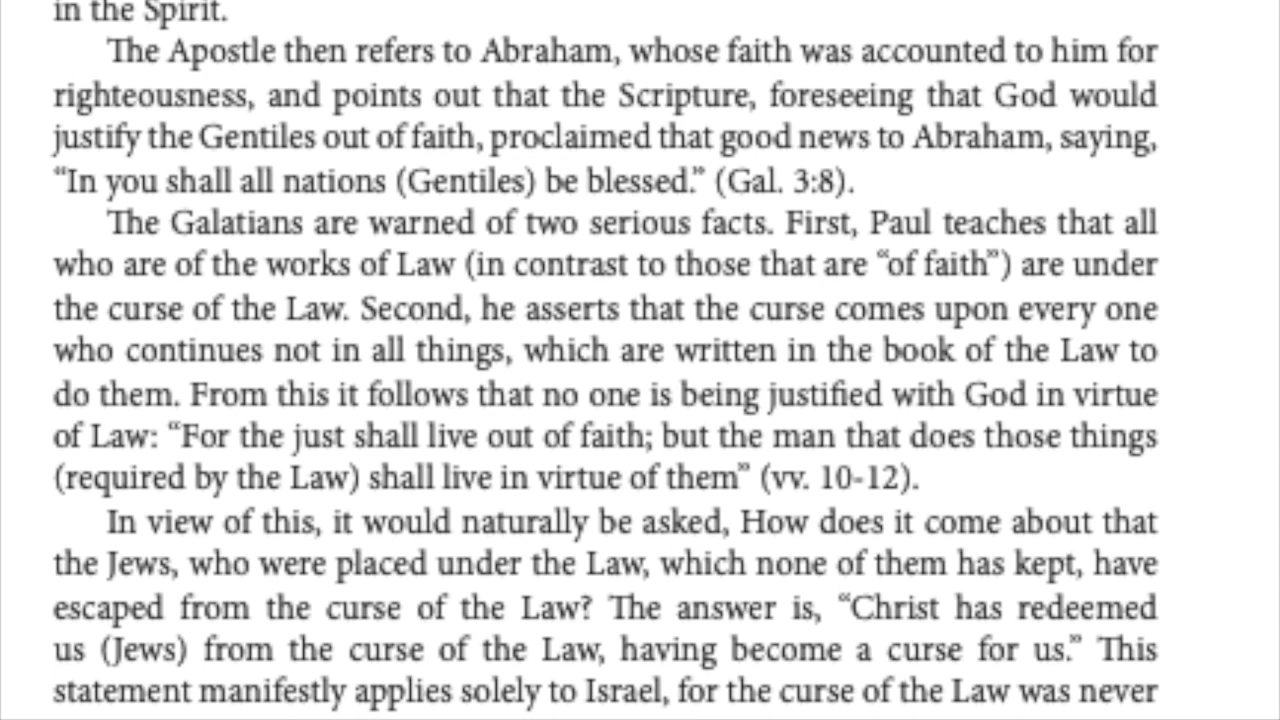 in the Spirit.
The Apostle then refers to Abraham, whose faith was accounted to him for
righteousness, and points out that the Scripture, foreseeing that God would
justify the Gentiles out of faith, proclaimed that good news to Abraham, saying,
“In you shall all nations (Gentiles) be blessed.” (Gal. 3:8).
The Galatians are warned of two serious facts. First, Paul teaches that all
who are of the works of Law (in contrast to those that are “of faith”) are under
the curse of the Law. Second, he asserts that the curse comes upon every one
who continues not in all things, which are written in the book of the Law to
do them. From this it follows that no one is being justified with God in virtue
of Law: “For the just shall live out of faith; but the man that does those things
(required by the Law) shall live in virtue of them” (vv. 10-12).
In view of this, it would naturally be asked, How does it come about that
the Jews, who were placed under the Law, which none of them has kept, have
escaped from the curse of the Law? The answer is, “Christ has redeemed
us (Jews) from the curse of the Law, having become a curse for us.” This
statement manifestly applies solely to Israel, for the curse of the Law was never